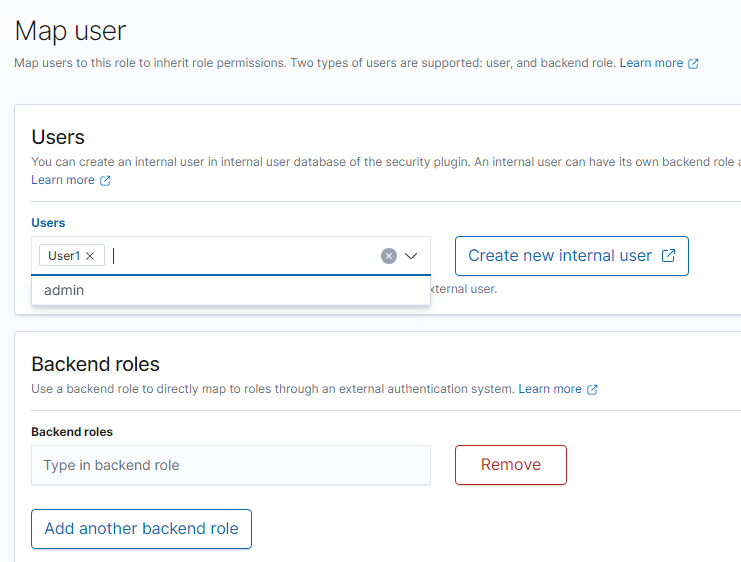 Map user
Map users to this role to inherit role permissions. Two types of users are supported: user, and backend role. Learn more
Users
You can create an internal user in internal user database of the security plugin. An internal user can have its own backend role
Learn more
Users
User1
Create new internal user
admin
xternal user.
Backend roles
Use a backend role to directly map to roles through an external authentication system. Learn more
Backend roles
Type in backend role
Remove
Add another backend role